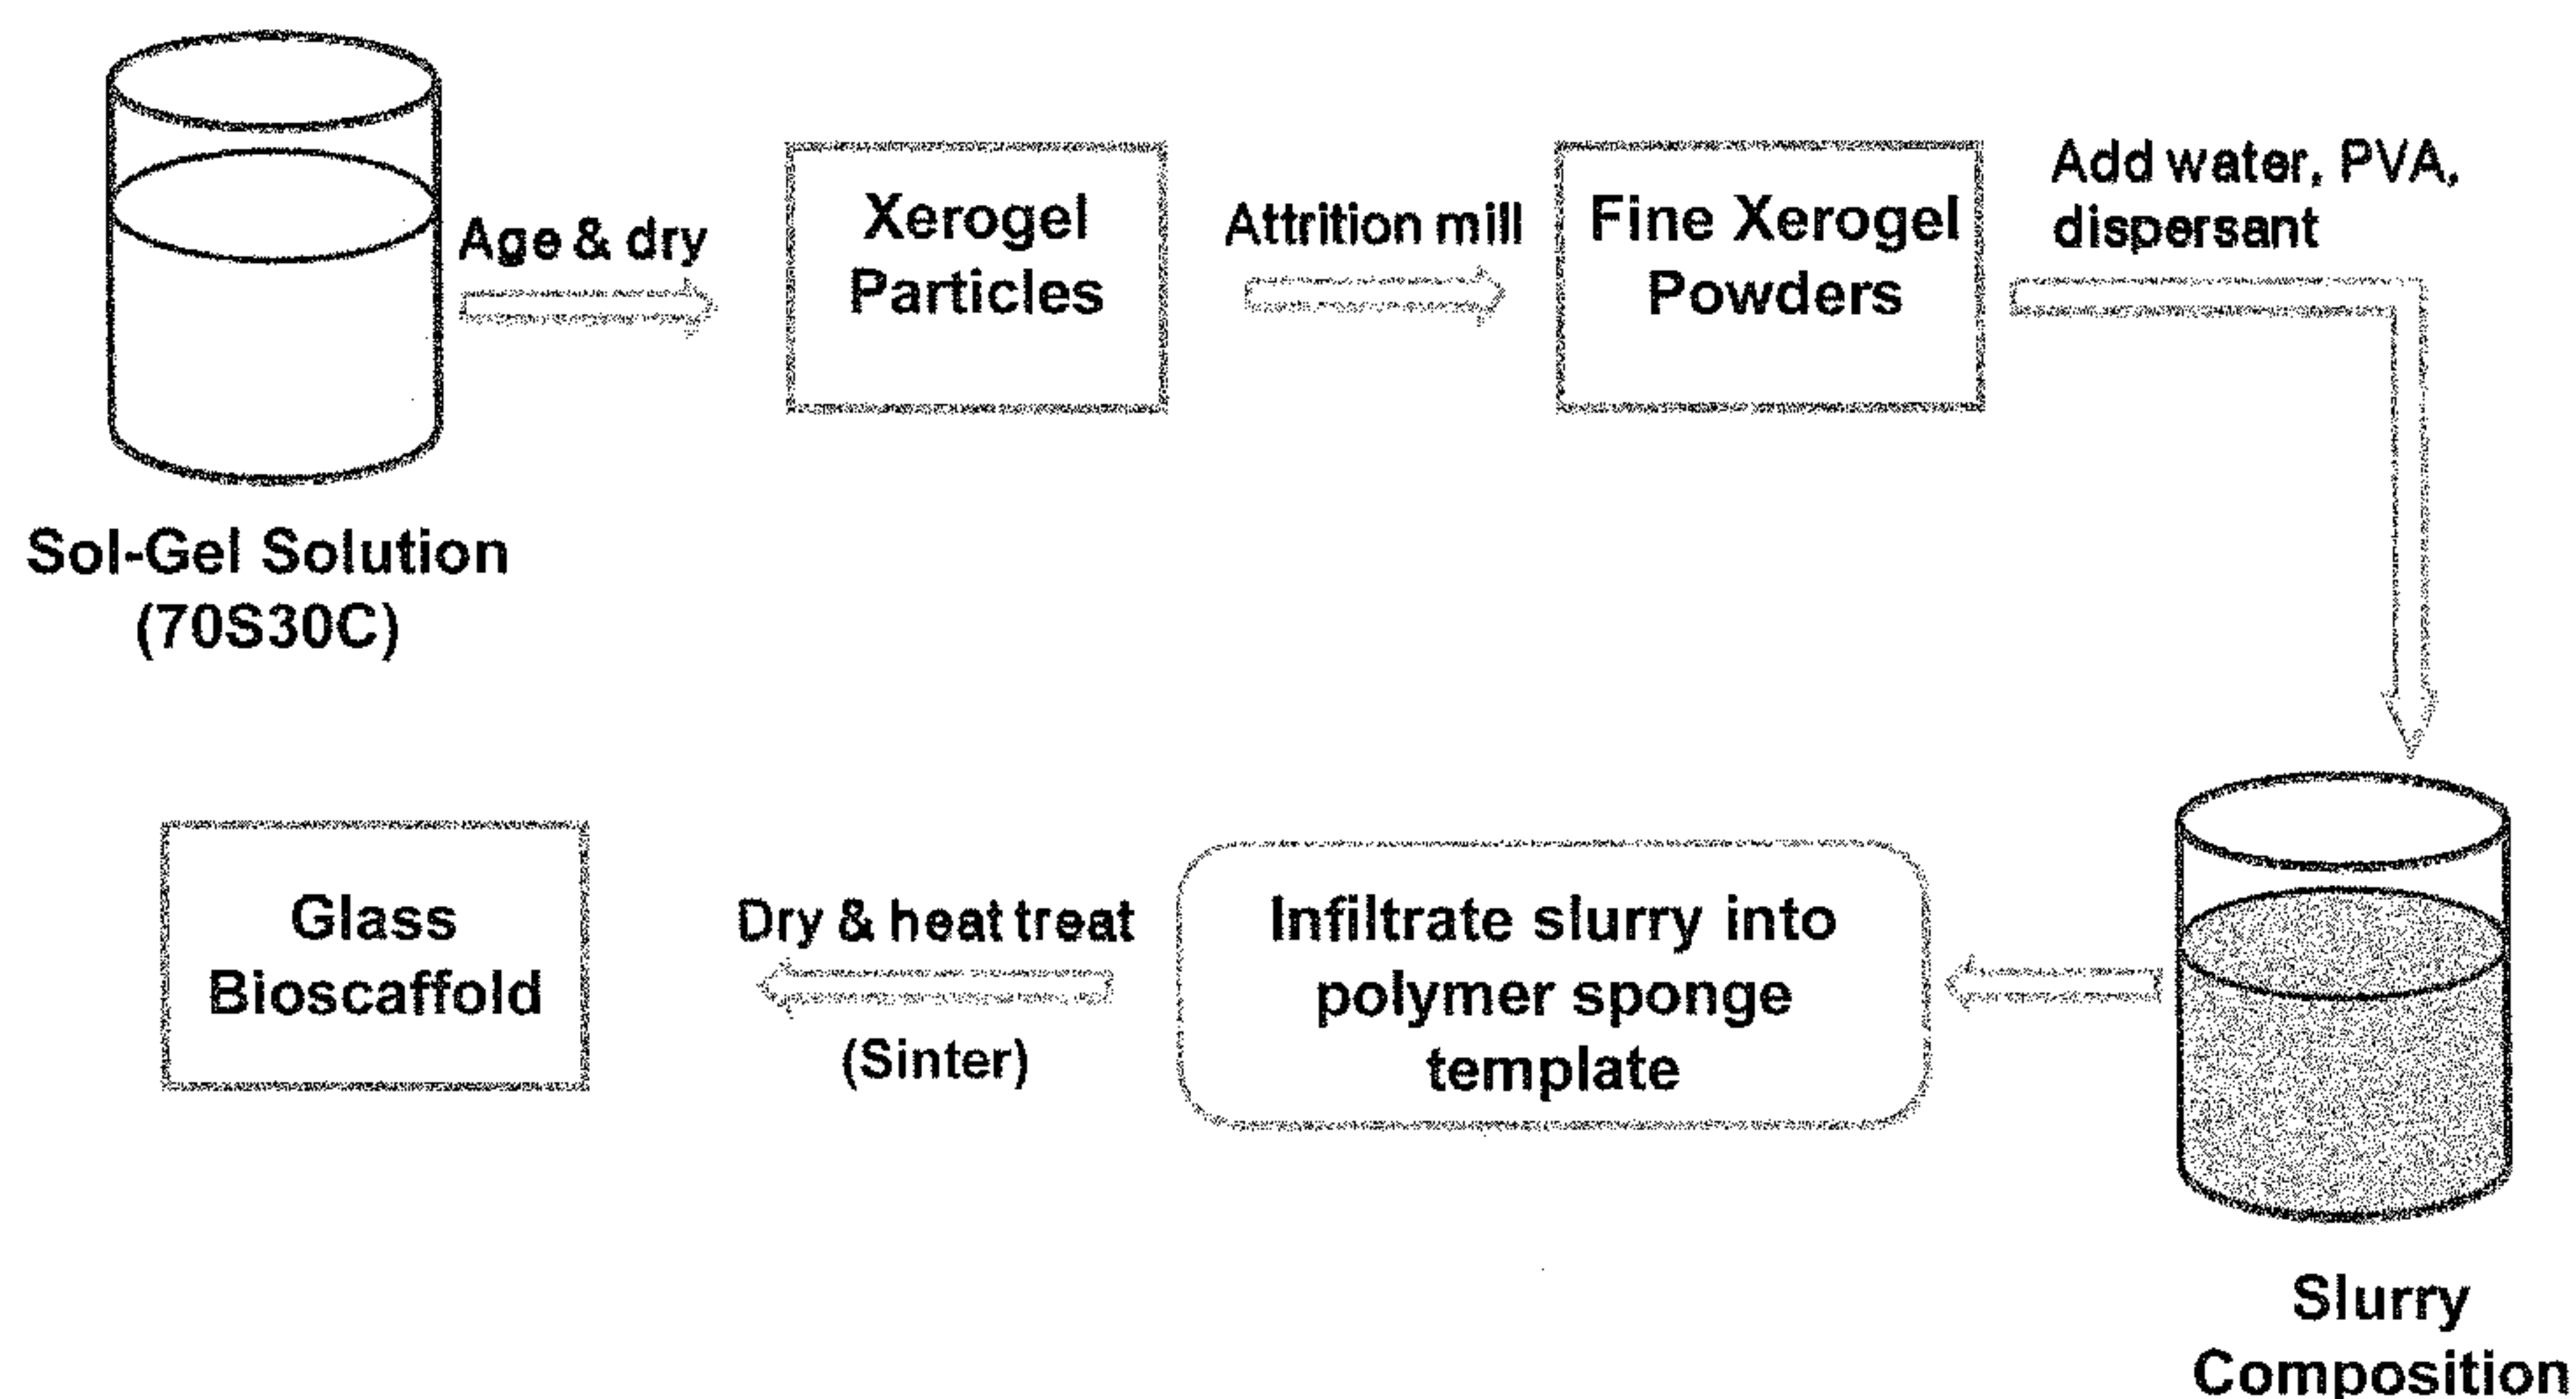 Sol-Gel Solution
(70S30C)
Age & dry
Xerogel
Particles
Attrition mill
Fine Xerogel
Powders
Add water, PVA,
dispersant
Slurry
Composition
Infiltrate slurry into
polymer sponge
template
Dry & heat treat
(Sinter)
Glass
Bioscaffold